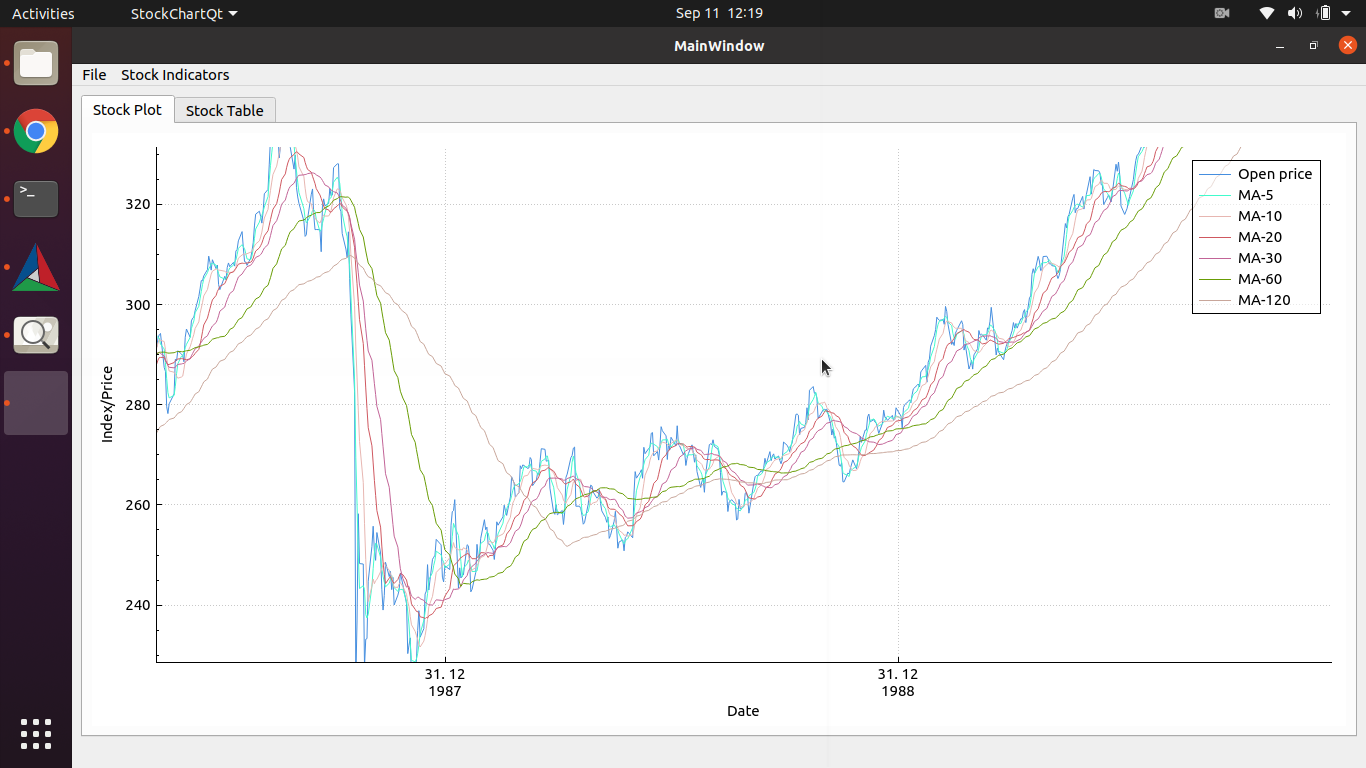 Activities StockChartQt Sep 11 12:19
MainWindow
File Stock Indicators
Stock Plot Stock Table
>_
Open price
MA-5
MA-10
MA-20
MA-30
MA-60
MA-120
320
300
280
260
240
Index/Price
31. 12
1987
31. 12
1988
Date